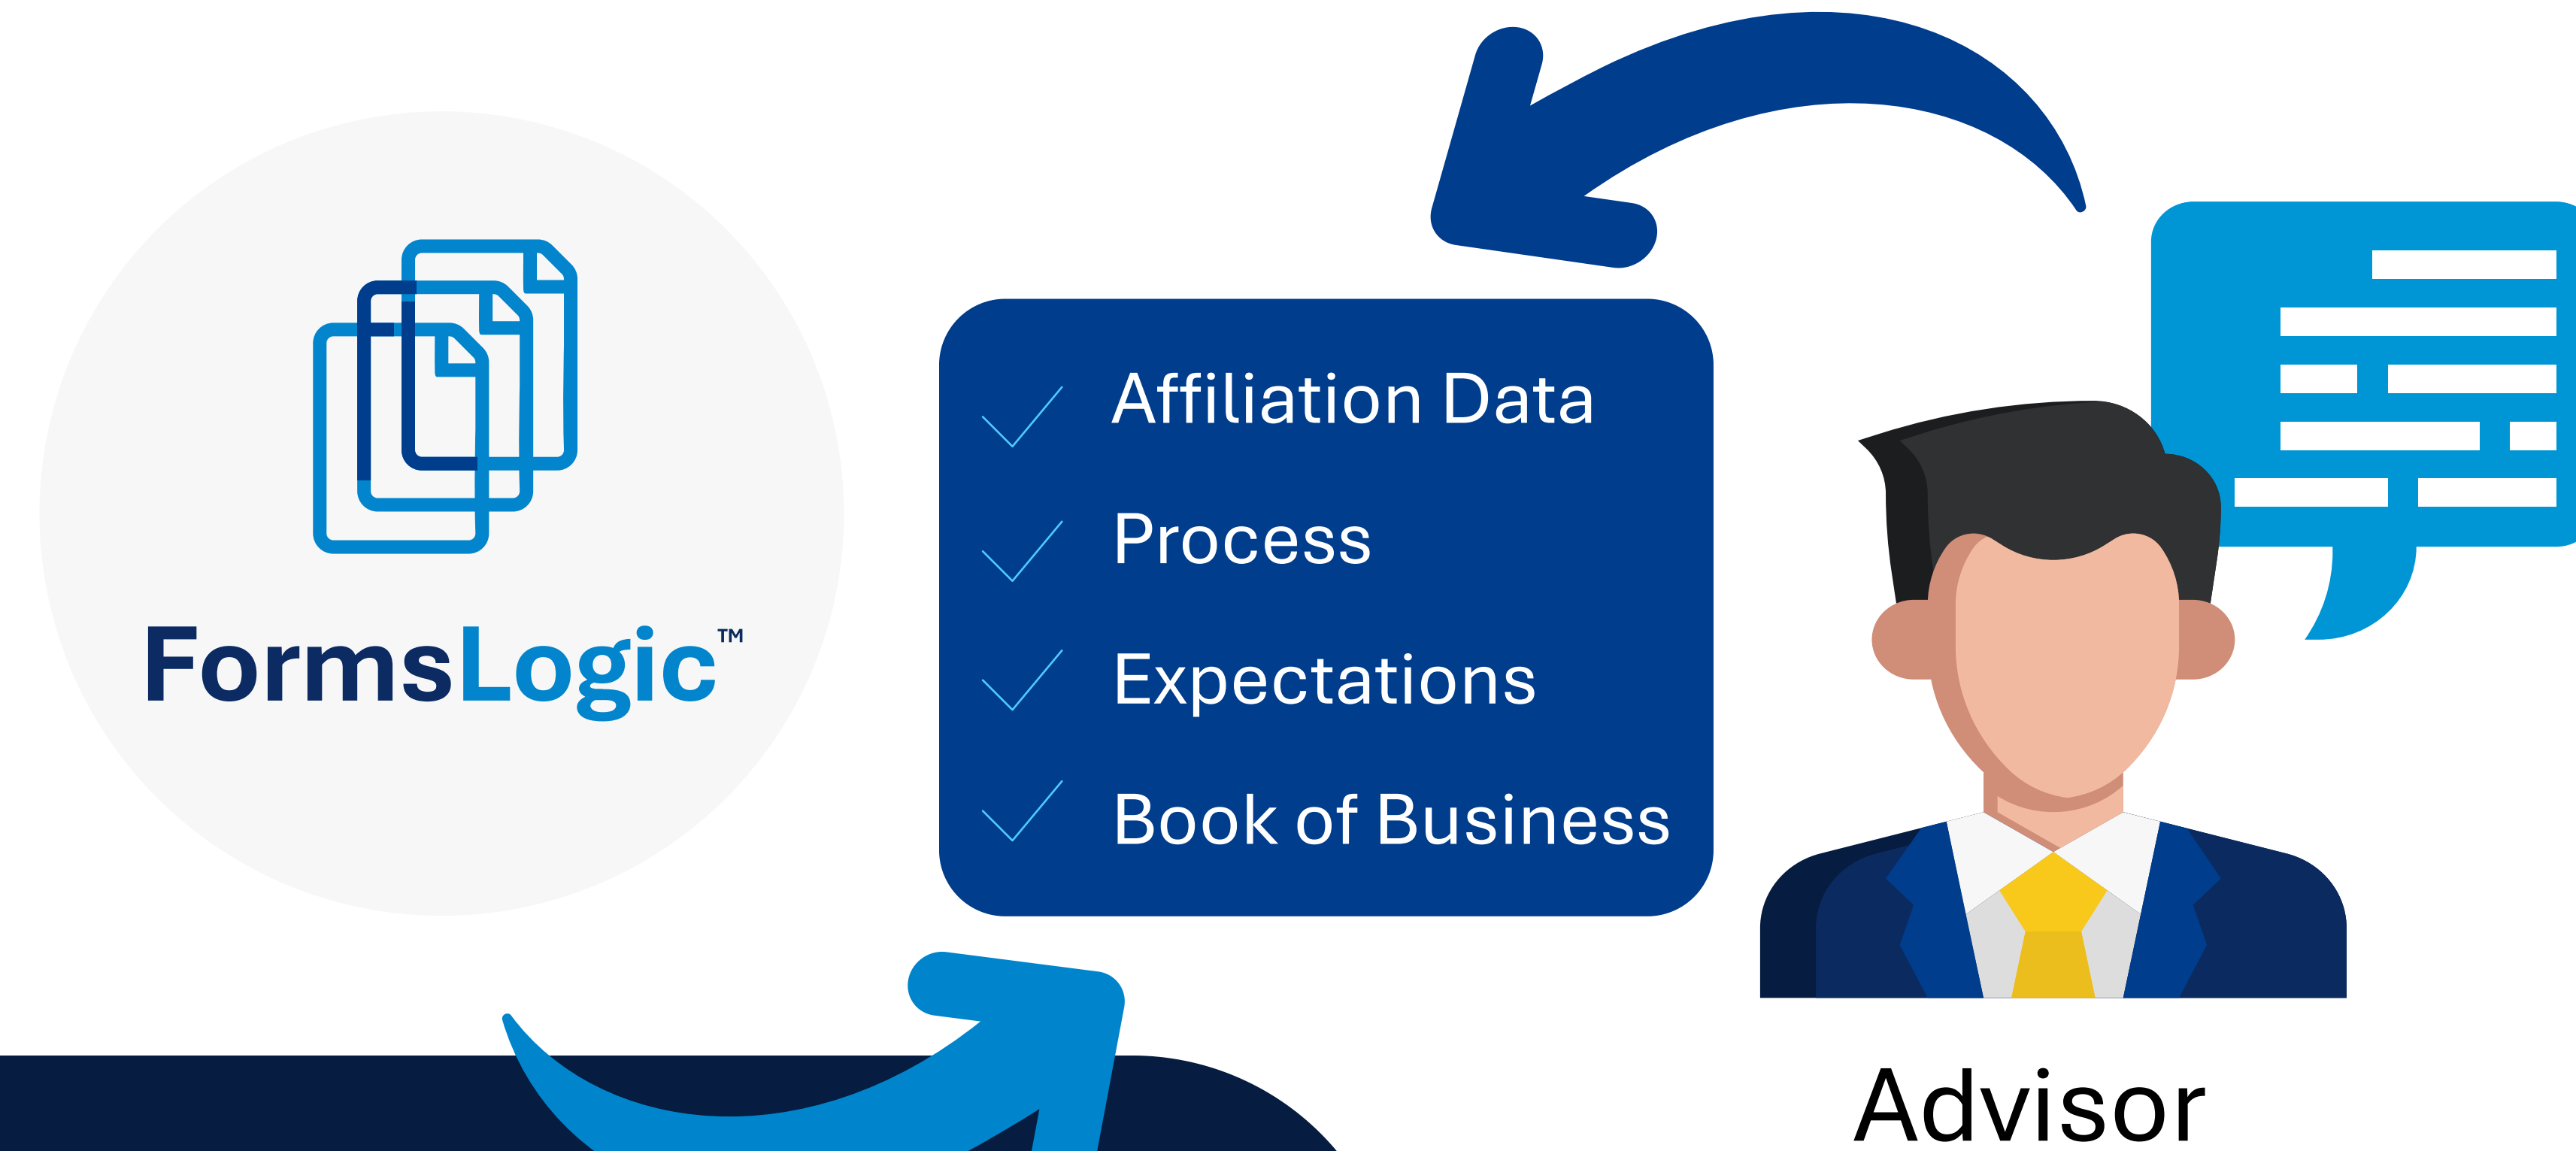 FormsLogic™
Affiliation Data
Process
Expectations
Book of Business
Advisor